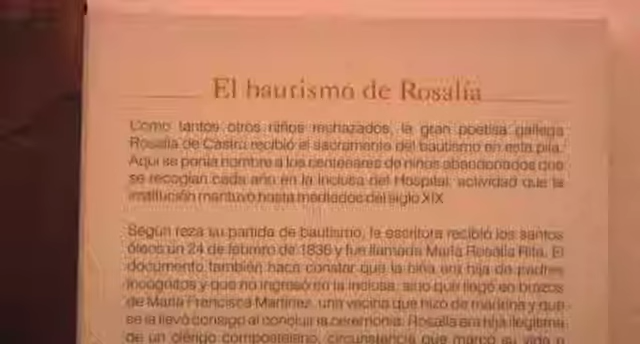 El bautismo de Rosalía
Como tantos otros niños rechazados, la gran poetisa gallega
Rosalía de Castro recibió el sacramento del bautismo en esta pila.
Aquí se ponía nombre a los centenares de niños abandonados que
se recogían cada año en la Inclusa del Hospital, actividad que la
institución mantuvo hasta mediados del siglo XIX
Según reza su partida de bautismo, la escritora recibió los santos
óleos un 24 de febrero de 1836 y fue llamada María Rosalía Rita. El
documento también hace constar que la niña era hija de padres
incógnitos y que no ingresó en la Inclusa, sino que llegó en brazos
de María Francisca Martínez, una vecina que hizo de madrina y que
se la llevó consigo al concluir la ceremonia. Rosalía era hija ilegítima
de un clérigo compostelano, circunstancia que marcó su vida